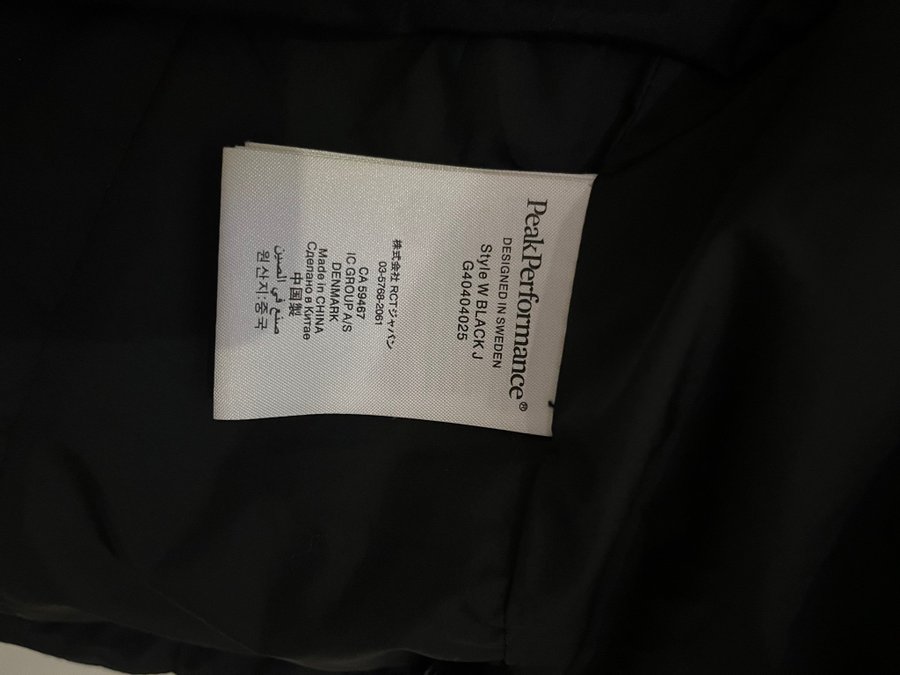 PeakPerformance®
DESIGNED IN SWEDEN
Style W BLACK J
G40404025
株式会社 RCTジャパン
03-5768-2061
CA 59467
IC GROUP A/S
DENMARK
Made in CHINA
Сделано в Китае
中国製
صنع في الصين
원산지:중국